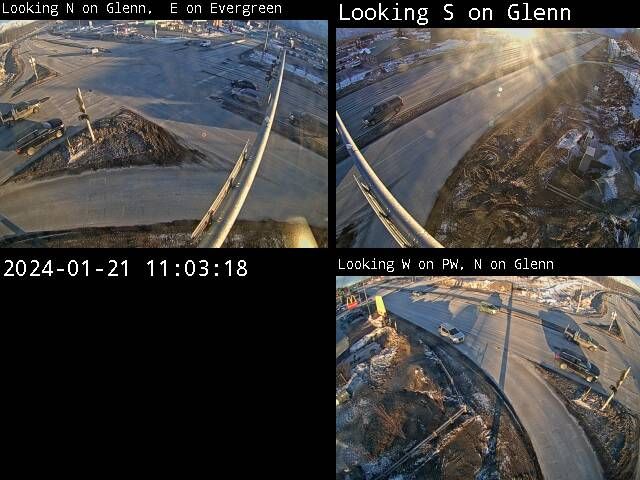 Looking N on Glenn,  E on Evergreen
Looking S on Glenn
2024-01-21 11:03:18
Looking W on PW, N on Glenn